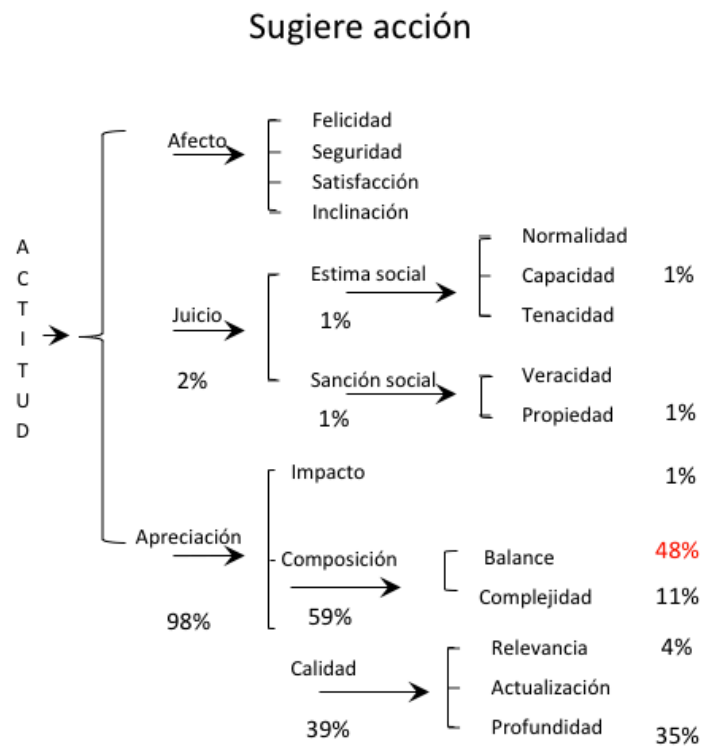 Sugiere acción
ACTITUD
Afecto
Felicidad
Seguridad
Satisfacción
Inclinación
Juicio
2%
Estima social
1%
Normalidad
Capacidad 1%
Tenacidad
Sanción social
1%
Veracidad
Propiedad 1%
Apreciación
98%
Impacto 1%
Composición
59%
Balance 48%
Complejidad 11%
Calidad
39%
Relevancia 4%
Actualización
Profundidad 35%